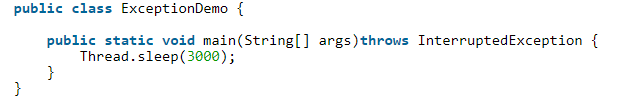 public class ExceptionDemo {
public static void main(String[] args)throws InterruptedException {
Thread.sleep(3000);
}
}